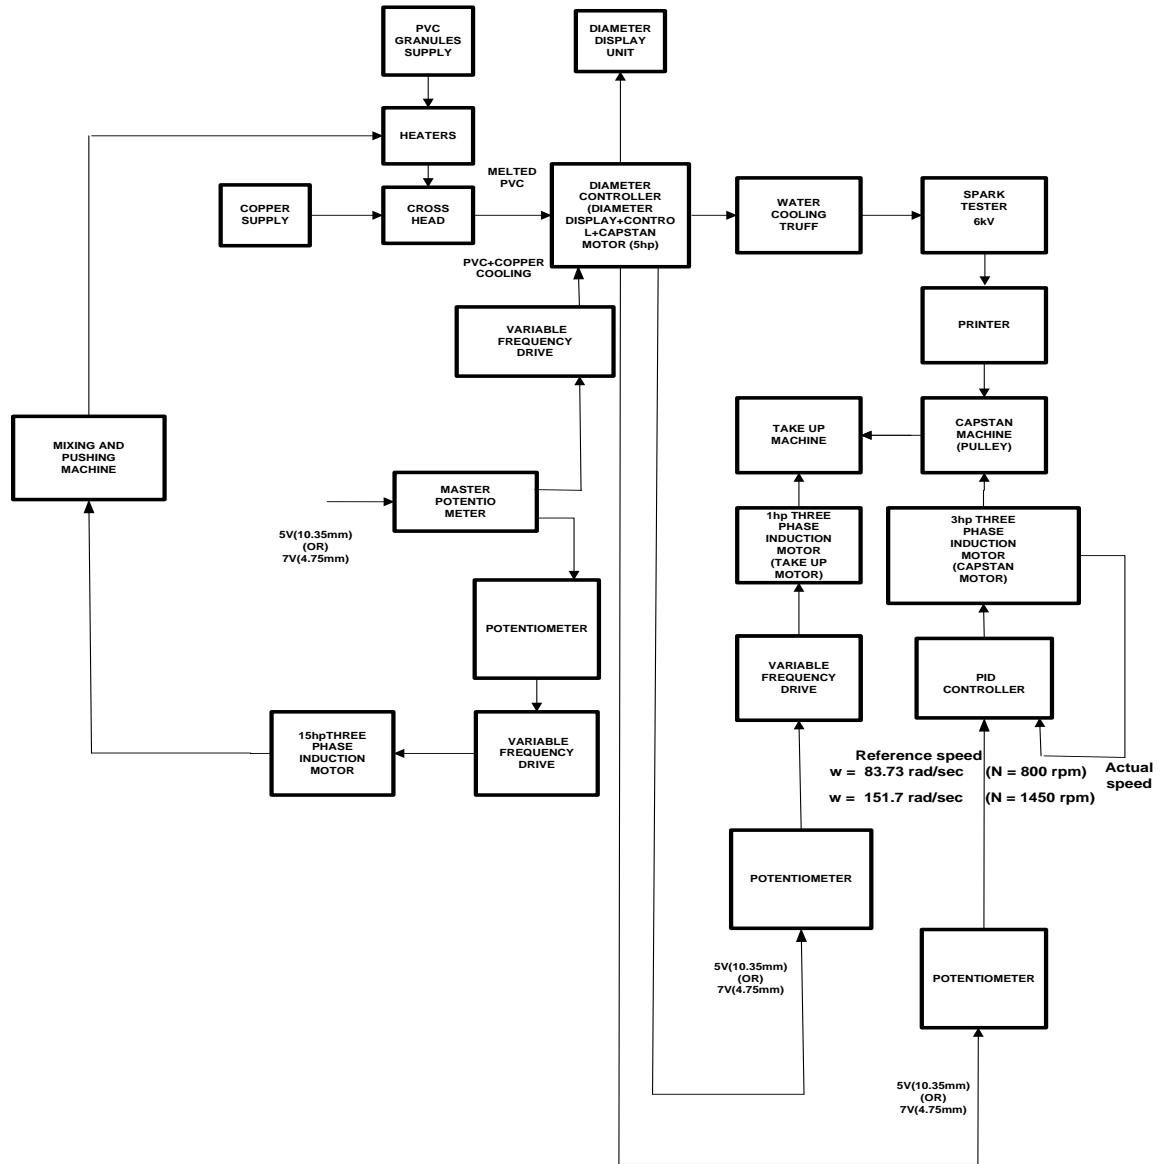 PVC
GRANULES
SUPPLY
DIAMETER
DISPLAY
UNIT
HEATERS
MELTED
PVC
COPPER
SUPPLY
CROSS
HEAD
DIAMETER
CONTROLLER
(DIAMETER
DISPLAY+CONTRO
L+CAPSTAN
MOTOR (5hp)
WATER
COOLING
TRUFF
SPARK
TESTER
6kV
PVC+COPPER
COOLING
VARIABLE
FREQUENCY
DRIVE
PRINTER
MIXING AND
PUSHING
MACHINE
TAKE UP
MACHINE
CAPSTAN
MACHINE
(PULLEY)
MASTER
POTENTIO
METER
5V(10.35mm)
(OR)
7V(4.75mm)
1hp THREE
PHASE
INDUCTION
MOTOR
(TAKE UP
MOTOR)
3hp THREE
PHASE
INDUCTION
MOTOR
(CAPSTAN
MOTOR)
POTENTIOMETER
VARIABLE
FREQUENCY
DRIVE
PID
CONTROLLER
15hpTHREE
PHASE
INDUCTION
MOTOR
VARIABLE
FREQUENCY
DRIVE
Reference speed
w = 83.73 rad/sec (N = 800 rpm)
w = 151.7 rad/sec (N = 1450 rpm)
Actual
speed
POTENTIOMETER
5V(10.35mm)
(OR)
7V(4.75mm)
POTENTIOMETER
5V(10.35mm)
(OR)
7V(4.75mm)